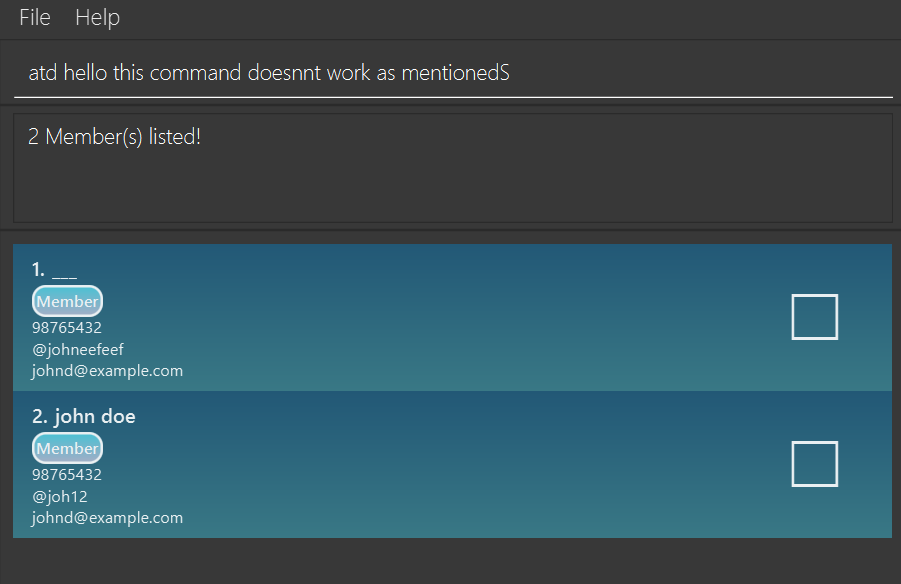 File Help
atd hello this command doesnnt work as mentionedS
2 Member(s) listed!
1. ___
Member
98765432
@johneefeef
johnd@example.com
2. john doe
Member
98765432
@joh12
johnd@example.com